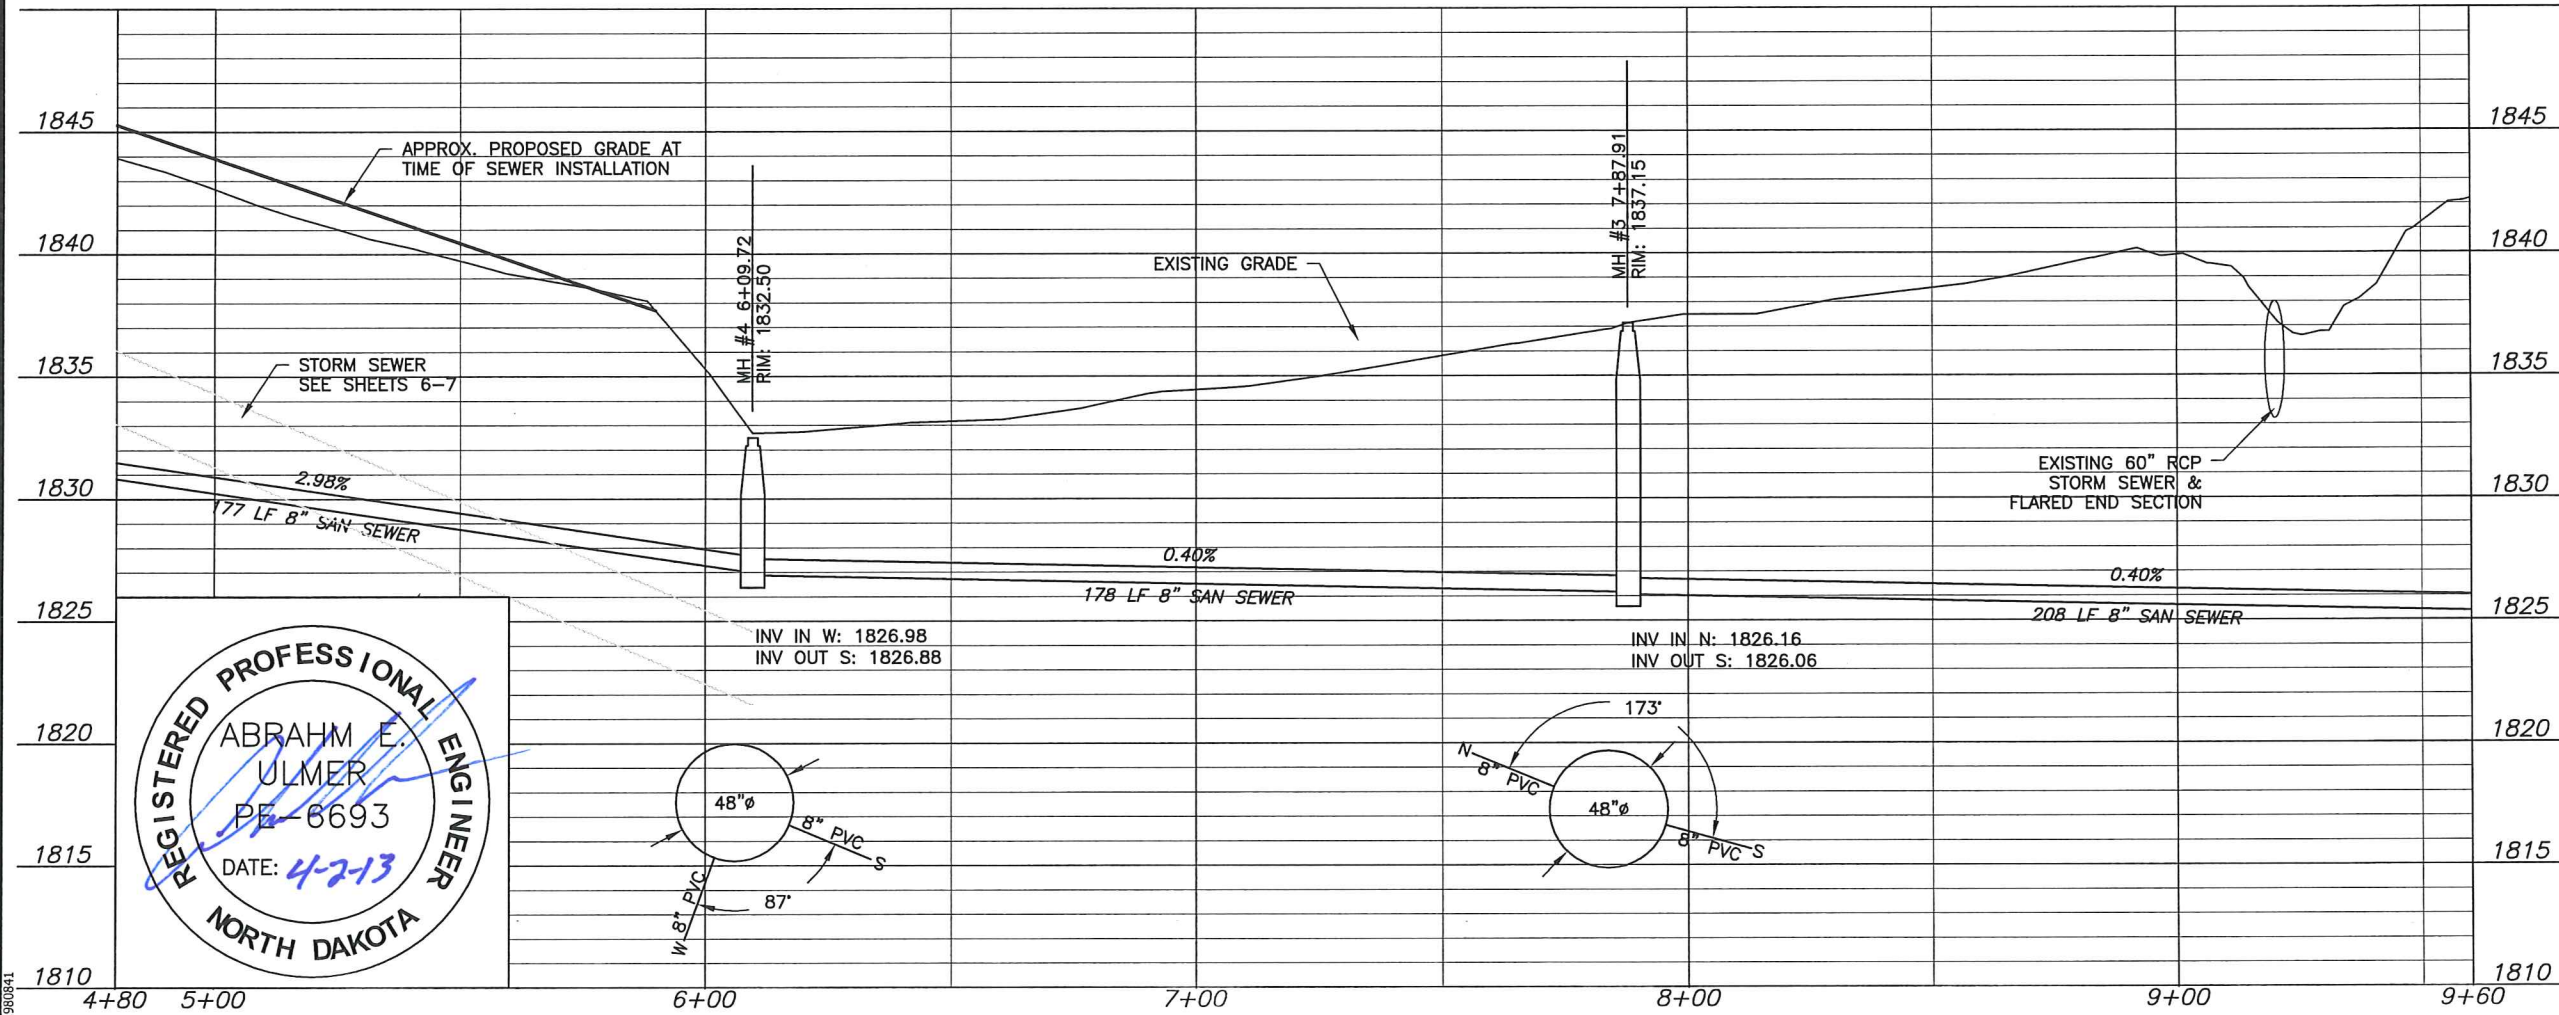 1845
1840
1835
1830
1825
1820
1815
1810
APPROX. PROPOSED GRADE AT
TIME OF SEWER INSTALLATION
STORM SEWER
SEE SHEETS 6-7
2.98%
177 LF 8" SAN SEWER
MH #4 6+09.72
RIM: 1832.50
EXISTING GRADE
MH #3 7+87.91
RIM: 1837.15
EXISTING 60" RCP
STORM SEWER &
FLARED END SECTION
0.40%
178 LF 8" SAN SEWER
0.40%
208 LF 8" SAN SEWER
INV IN W: 1826.98
INV OUT S: 1826.88
INV IN N: 1826.16
INV OUT S: 1826.06
48"ø
8" PVC S
W 8" PVC
87°
173°
N 8" PVC
48"ø
8" PVC S
REGISTERED PROFESSIONAL ENGINEER
ABRAHM E.
ULMER
PE-6693
DATE: 4-2-13
NORTH DAKOTA
1845
1840
1835
1830
1825
1820
1815
1810
4+80 5+00 6+00 7+00 8+00 9+00 9+60
980841